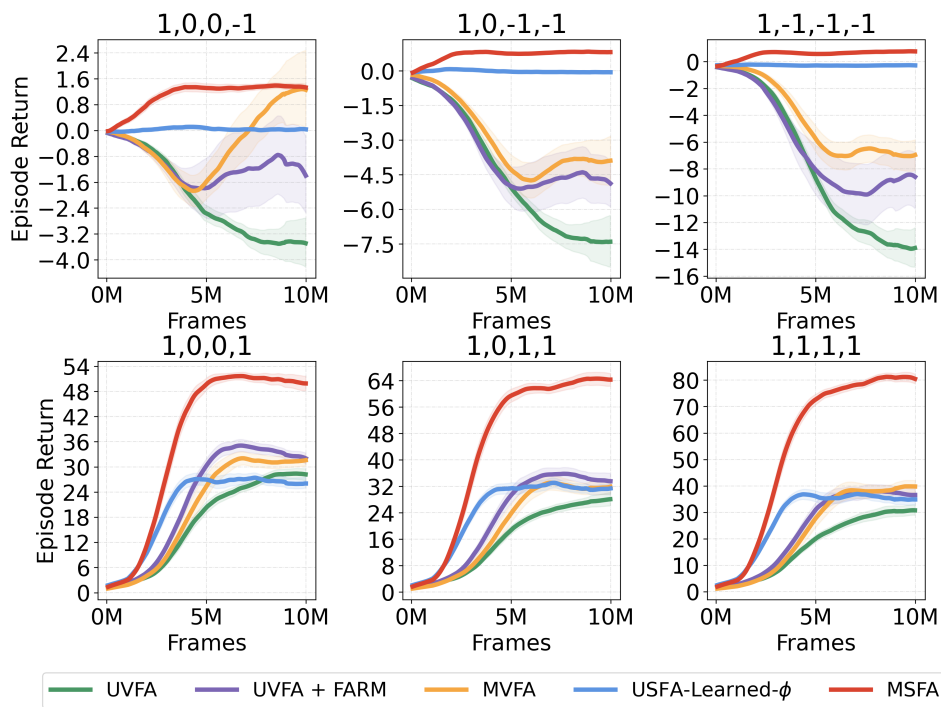 1,0,0,-1
1,0,-1,-1
1,-1,-1,-1
Episode Return
2.4
1.6
0.8
0.0
−0.8
−1.6
−2.4
−3.2
−4.0
0M
5M
10M
Frames
0.0
−1.5
−3.0
−4.5
−6.0
−7.5
0M
5M
10M
Frames
0
−2
−4
−6
−8
−10
−12
−14
−16
0M
5M
10M
Frames
1,0,0,1
1,0,1,1
1,1,1,1
Episode Return
54
48
42
36
30
24
18
12
6
0
0M
5M
10M
Frames
64
56
48
40
32
24
16
8
0
0M
5M
10M
Frames
80
70
60
50
40
30
20
10
0
0M
5M
10M
Frames
UVFA
UVFA + FARM
MVFA
USFA-Learned-ϕ
MSFA